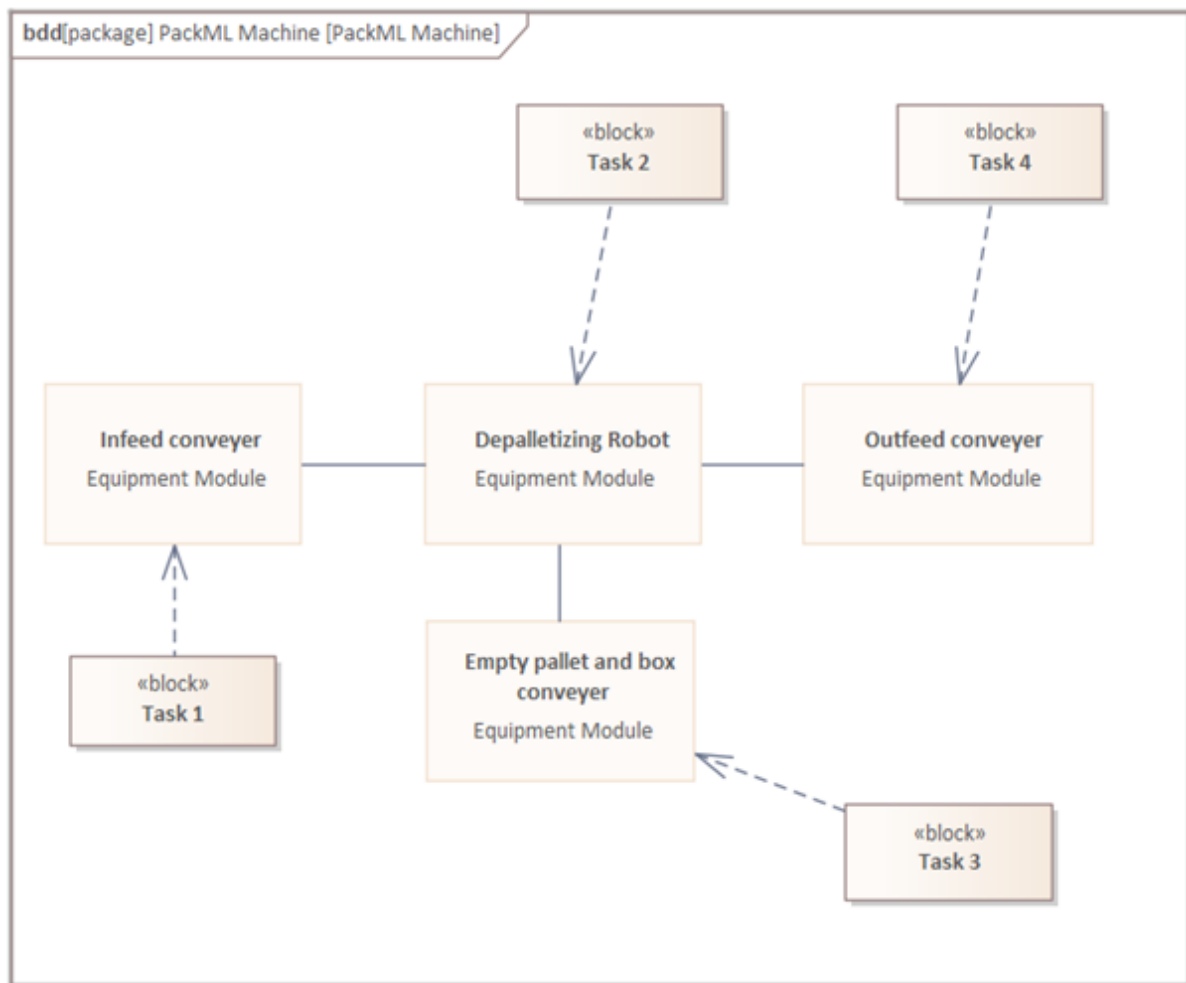 bdd[package] PackML Machine [PackML Machine]
«block»
Task 2
«block»
Task 4
Infeed conveyer
Equipment Module
Depalletizing Robot
Equipment Module
Outfeed conveyer
Equipment Module
«block»
Task 1
Empty pallet and box
conveyer
Equipment Module
«block»
Task 3